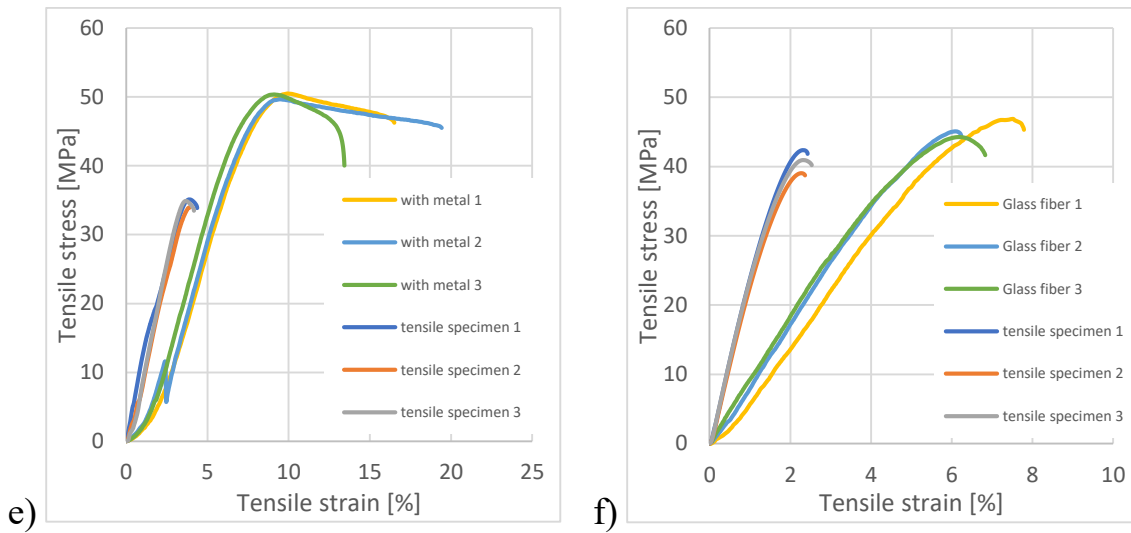 Tensile stress [MPa]
60
50
40
30
20
10
0
0 5 10 15 20 25
Tensile strain [%]
with metal 1
with metal 2
with metal 3
tensile specimen 1
tensile specimen 2
tensile specimen 3
e)
Tensile stress [MPa]
60
50
40
30
20
10
0
0 2 4 6 8 10
Tensile strain [%]
Glass fiber 1
Glass fiber 2
Glass fiber 3
tensile specimen 1
tensile specimen 2
tensile specimen 3
f)